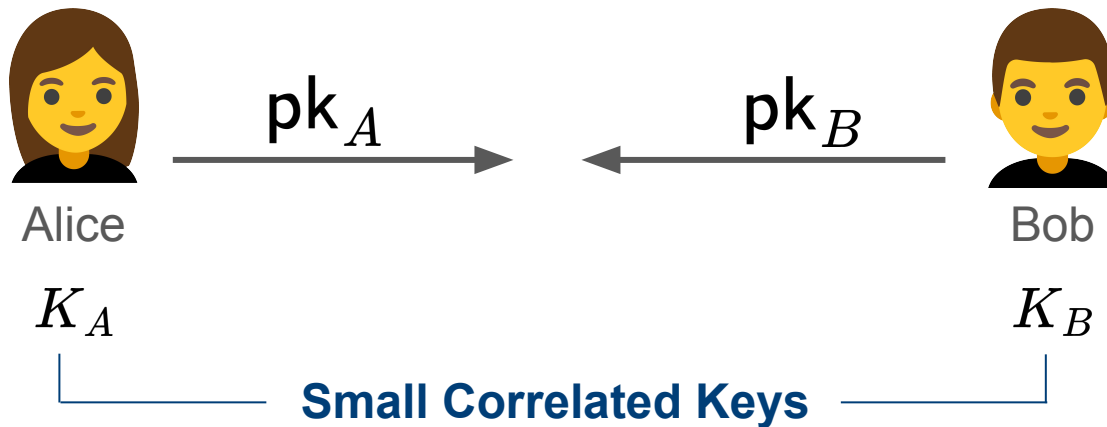 pk_A
pk_B
Alice
Bob
K_A
K_B
Small Correlated Keys